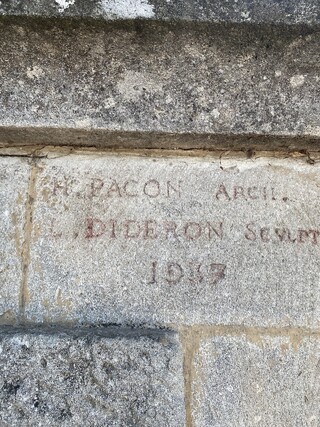 H. PACON ARCH.
L. DIDERON SCULPT
1937